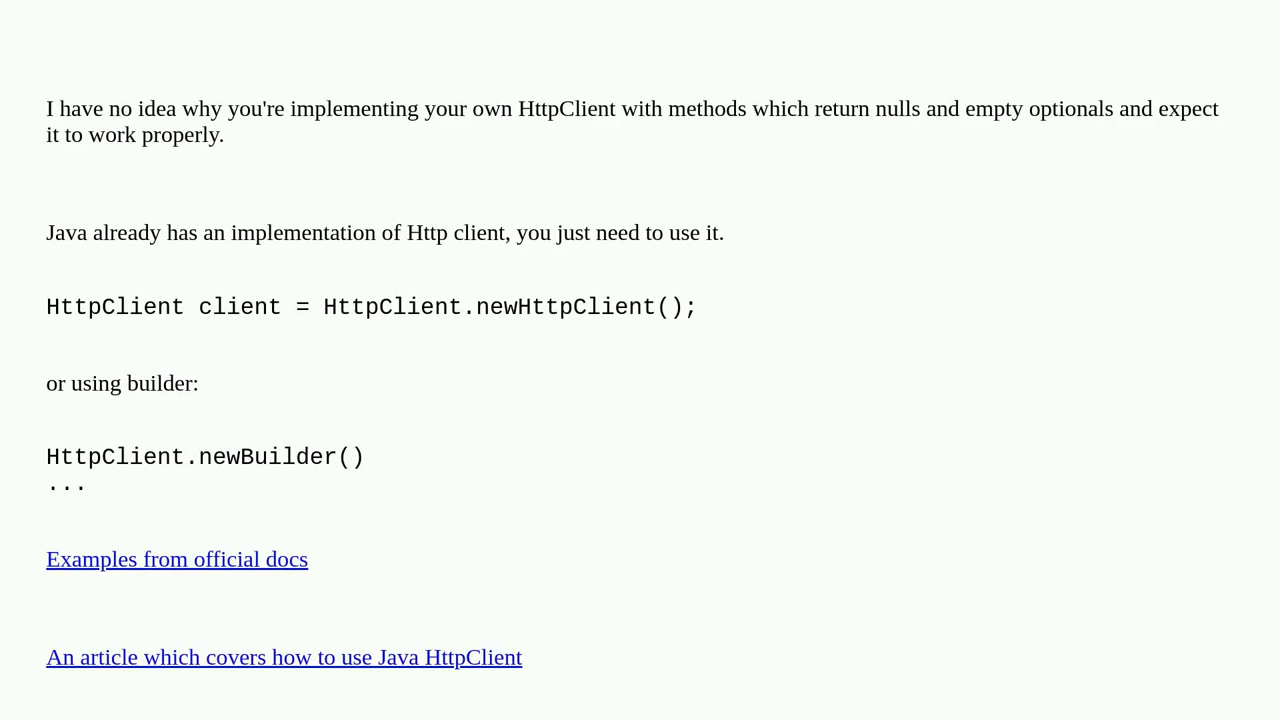 I have no idea why you're implementing your own HttpClient with methods which return nulls and empty optionals and expect
it to work properly.
Java already has an implementation of Http client, you just need to use it.
HttpClient client = HttpClient.newHttpClient();
or using builder:
HttpClient.newBuilder()
...
Examples from official docs
An article which covers how to use Java HttpClient